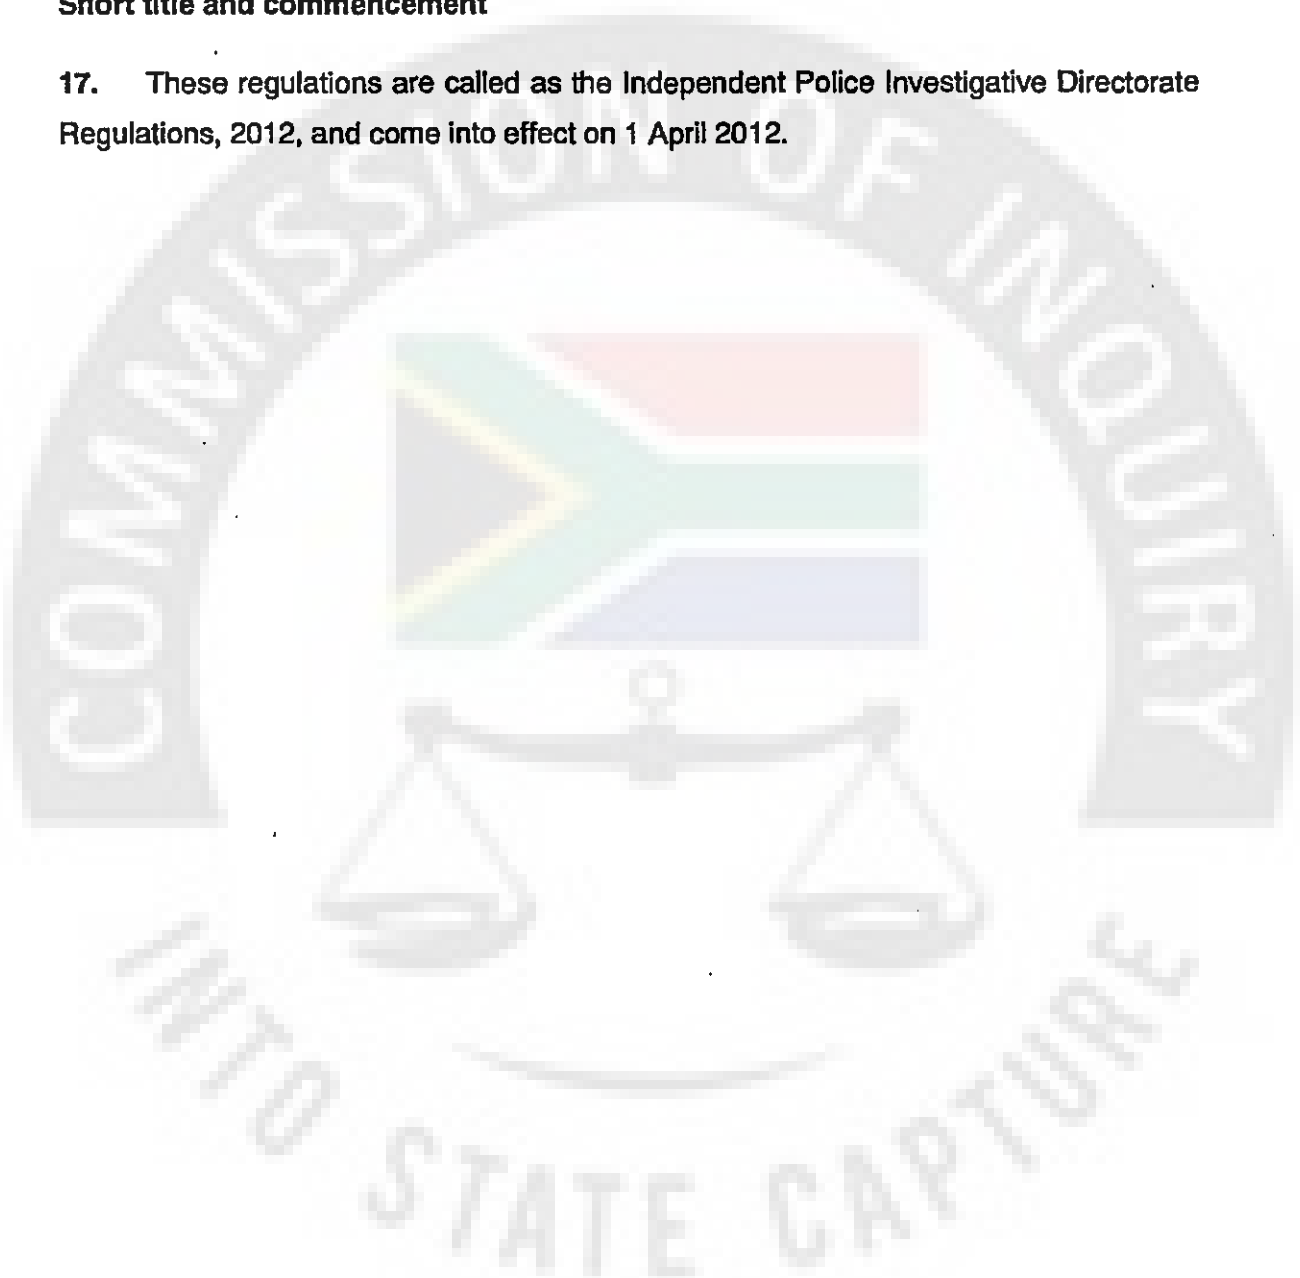 Short title and commencement
17. These regulations are called as the Independent Police Investigative Directorate
Regulations, 2012, and come into effect on 1 April 2012.
COMMISSION OF INQUIRY
INTO STATE CAPTURE